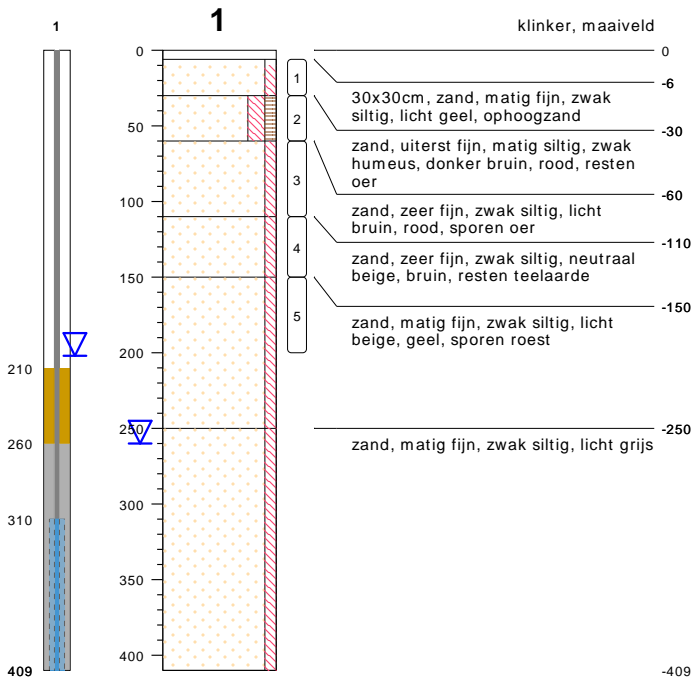 1
1
klinker, maaiveld
0
0
-6
1
30x30cm, zand, matig fijn, zwak
siltig, licht geel, ophoogzand
-30
2
50
zand, uiterst fijn, matig siltig, zwak
humeus, donker bruin, rood, resten
oer
-60
3
100
zand, zeer fijn, zwak siltig, licht
bruin, rood, sporen oer
-110
4
150
zand, zeer fijn, zwak siltig, neutraal
beige, bruin, resten teelaarde
-150
5
200
zand, matig fijn, zwak siltig, licht
beige, geel, sporen roest
210
250
-250
260
zand, matig fijn, zwak siltig, licht grijs
300
310
350
400
409
-409